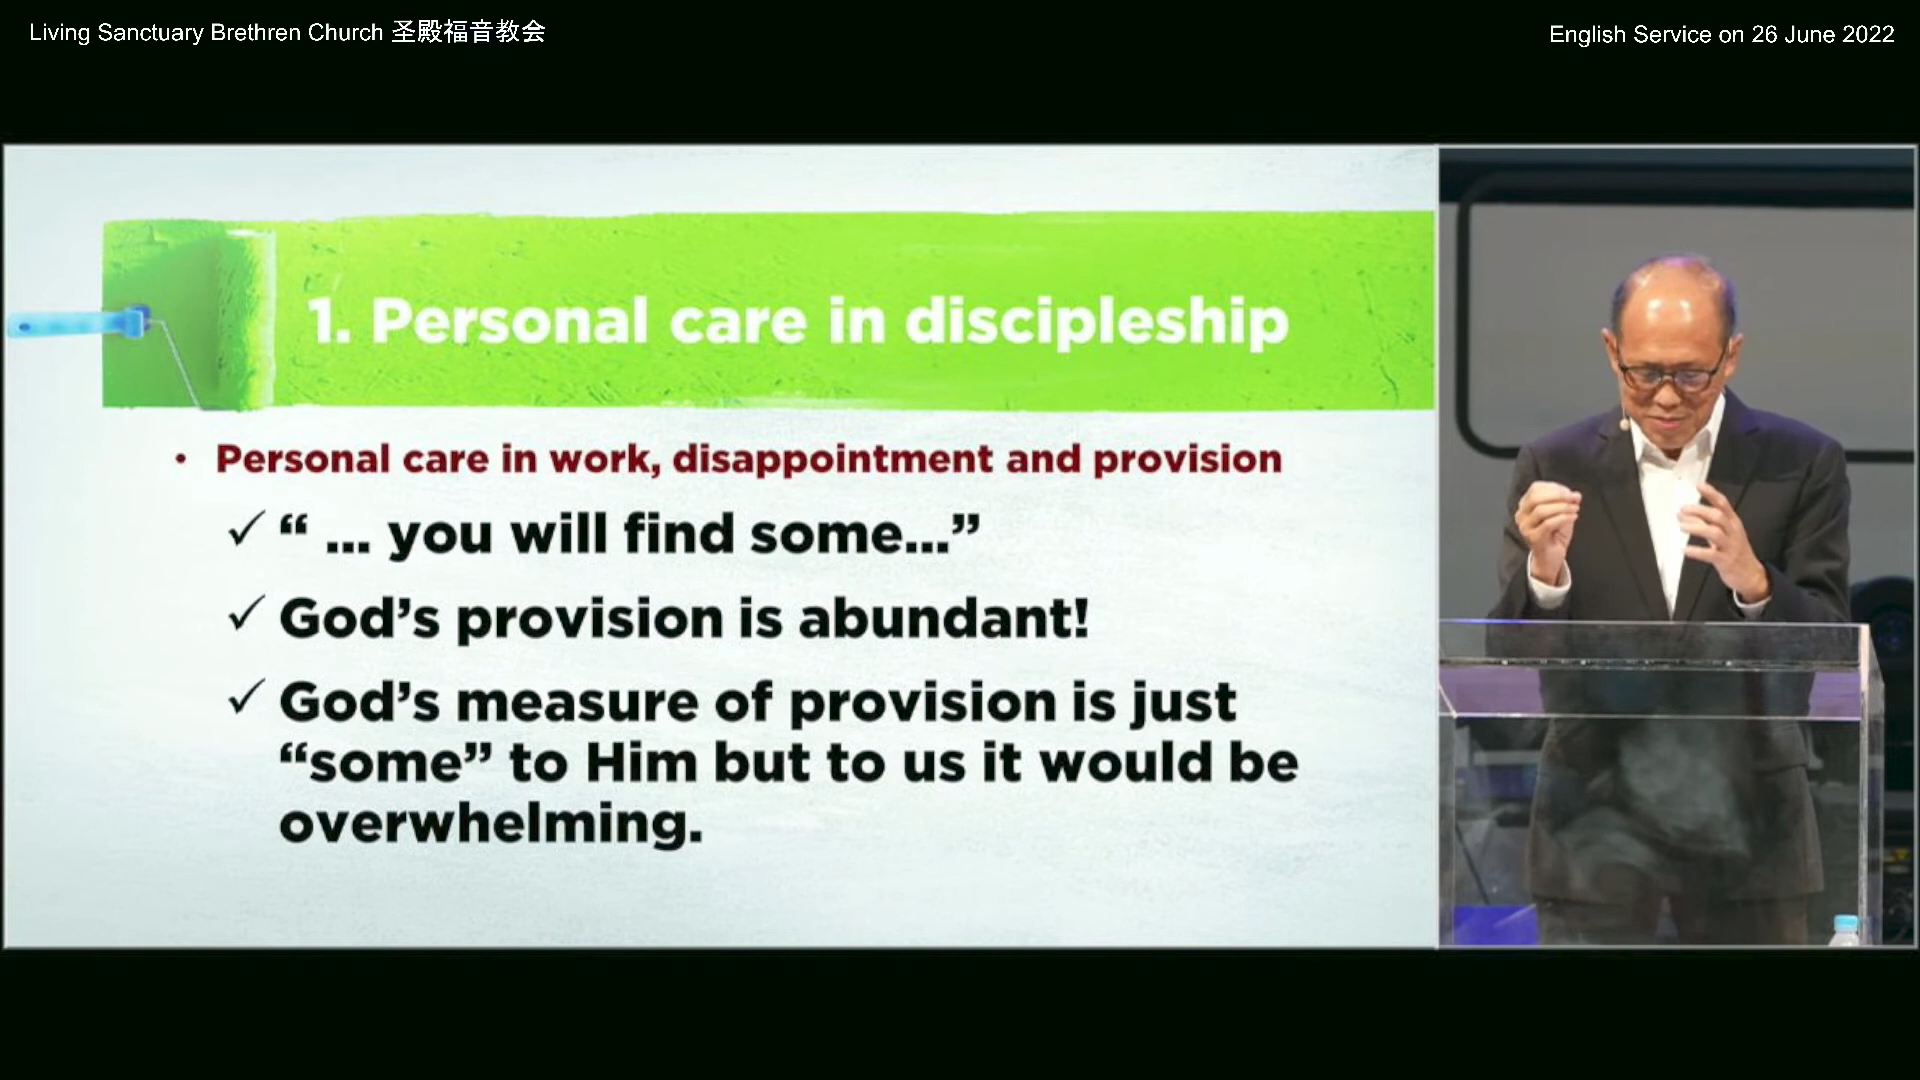 Living Sanctuary Brethren Church 圣殿福音教会
English Service on 26 June 2022
1. Personal care in discipleship
• Personal care in work, disappointment and provision
✓ “ ... you will find some...”
✓ God’s provision is abundant!
✓ God’s measure of provision is just
“some” to Him but to us it would be
overwhelming.